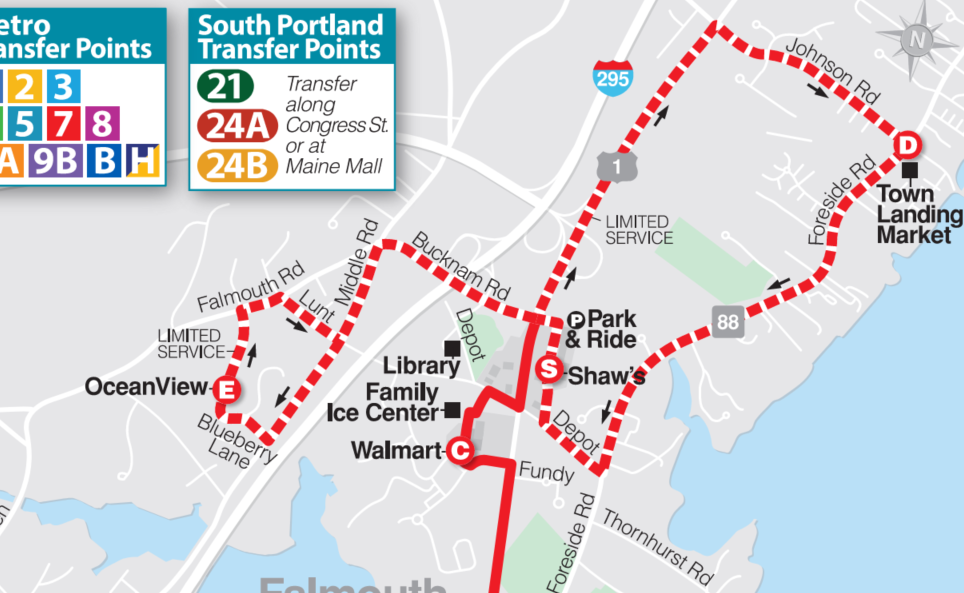 etro
ansfer Points
2 3
5 7 8
A 9B B H
South Portland
Transfer Points
21
24A
24B
Transfer
along
Congress St.
or at
Maine Mall
295
N
Johnson Rd
D
Town
Landing
Market
1
LIMITED
SERVICE
Foreside Rd
88
Middle Rd
Bucknam Rd
Falmouth Rd
Lunt
LIMITED
SERVICE
OceanView
E
Blueberry
Lane
Depot
P Park
& Ride
S Shaw's
Library
Family
Ice Center
Walmart
C
Depot
Fundy
Foreside Rd
Thornhurst Rd
Falmouth